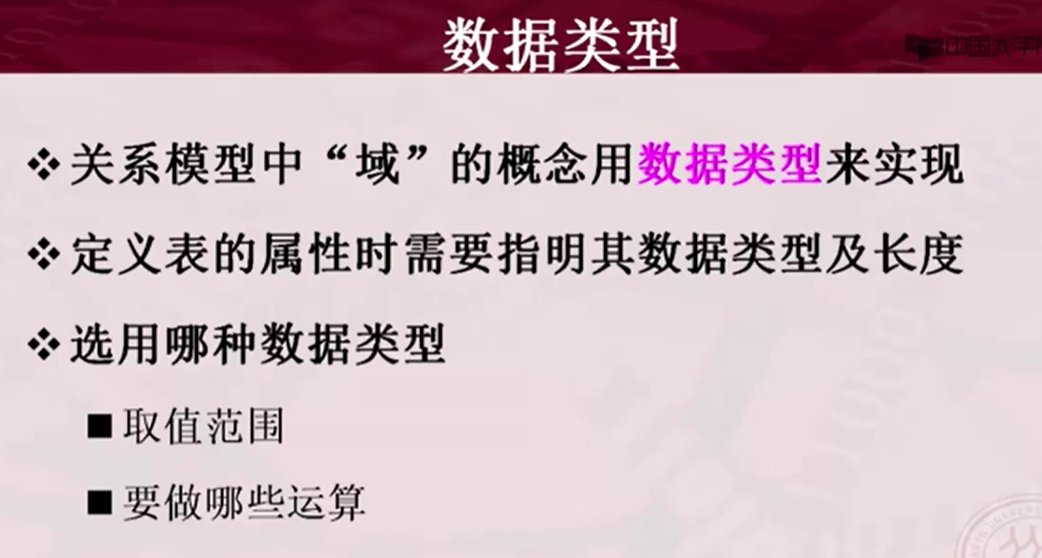 数据类型
中国大学
❖关系模型中“域”的概念用数据类型来实现
❖定义表的属性时需要指明其数据类型及长度
❖选用哪种数据类型
■取值范围
■要做哪些运算